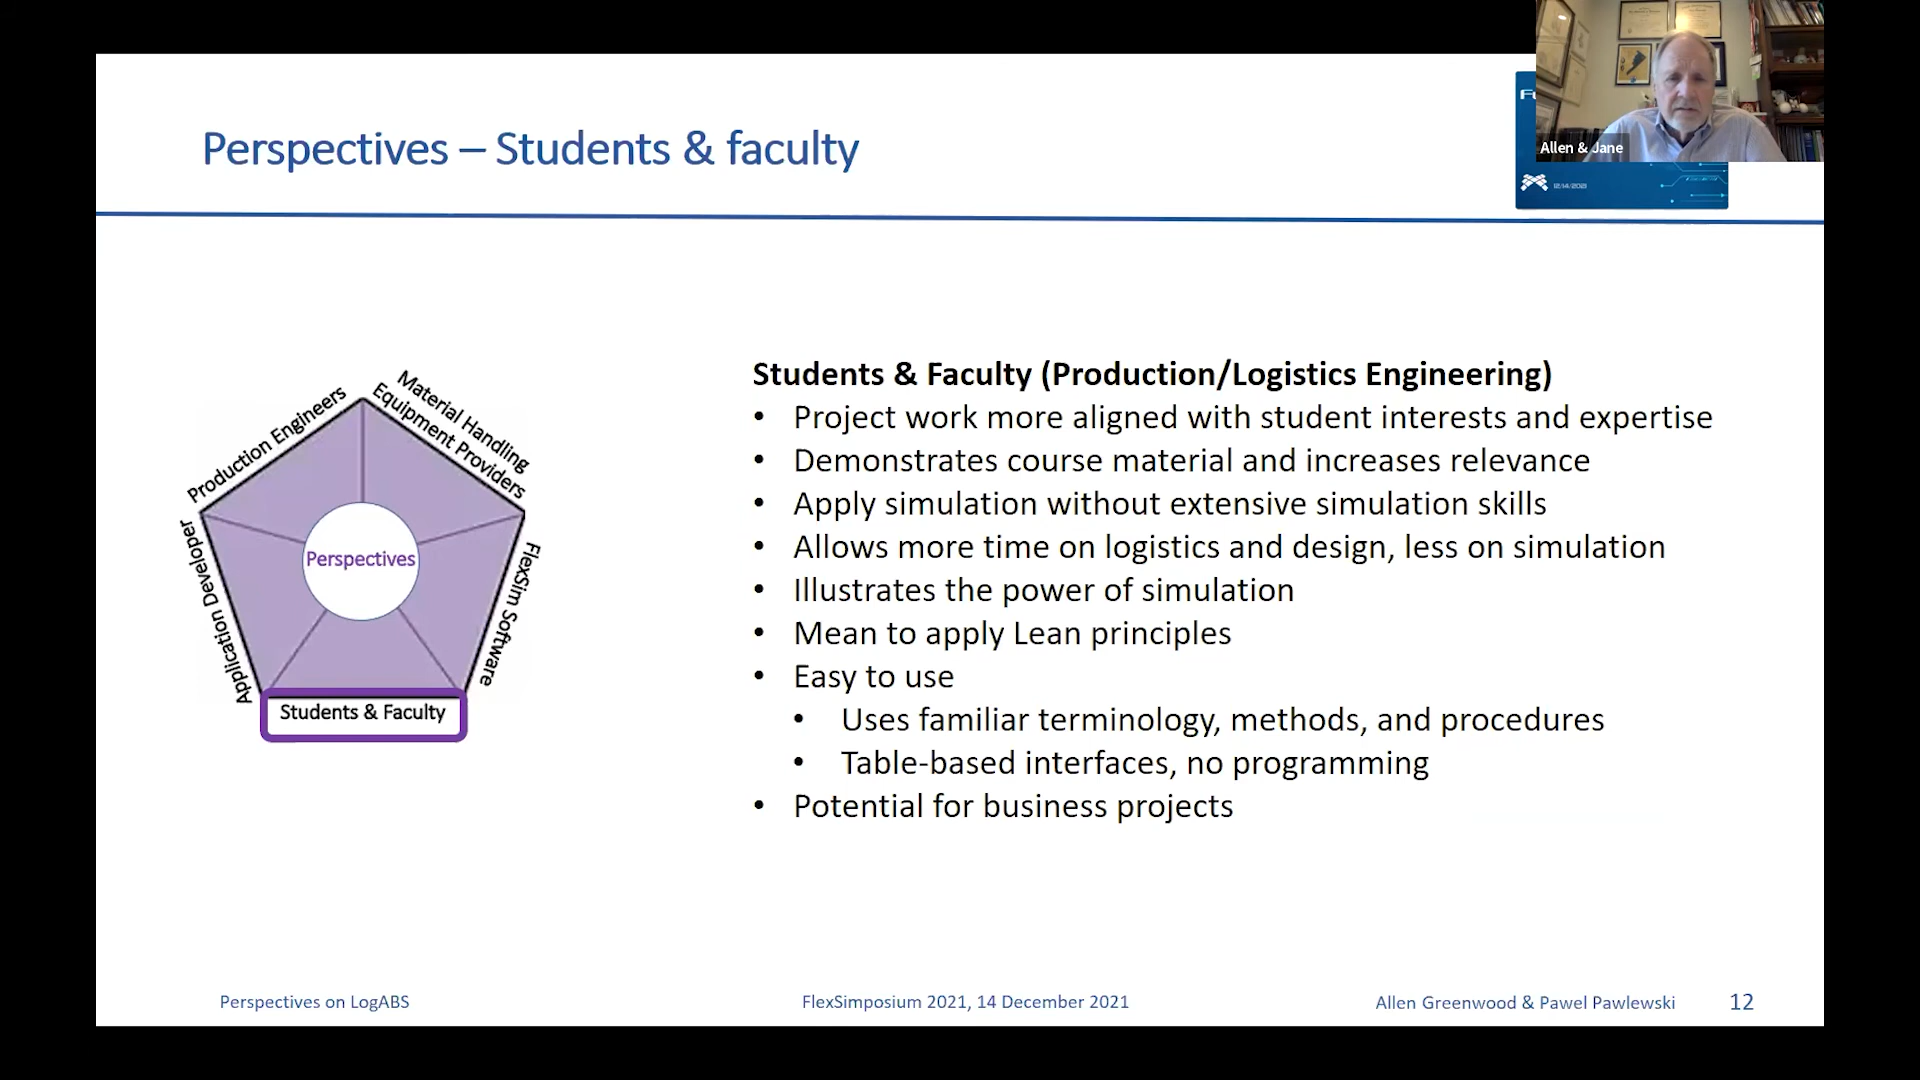 Allen & Jane
12/14/2021
Perspectives – Students & faculty
Production Engineers
Material Handling
Equipment Providers
Application Developer
Perspectives
FlexSim Software
Students & Faculty
Students & Faculty (Production/Logistics Engineering)
• Project work more aligned with student interests and expertise
• Demonstrates course material and increases relevance
• Apply simulation without extensive simulation skills
• Allows more time on logistics and design, less on simulation
• Illustrates the power of simulation
• Mean to apply Lean principles
• Easy to use
• Uses familiar terminology, methods, and procedures
• Table-based interfaces, no programming
• Potential for business projects
Perspectives on LogABS
FlexSimposium 2021, 14 December 2021
Allen Greenwood & Pawel Pawlewski
12